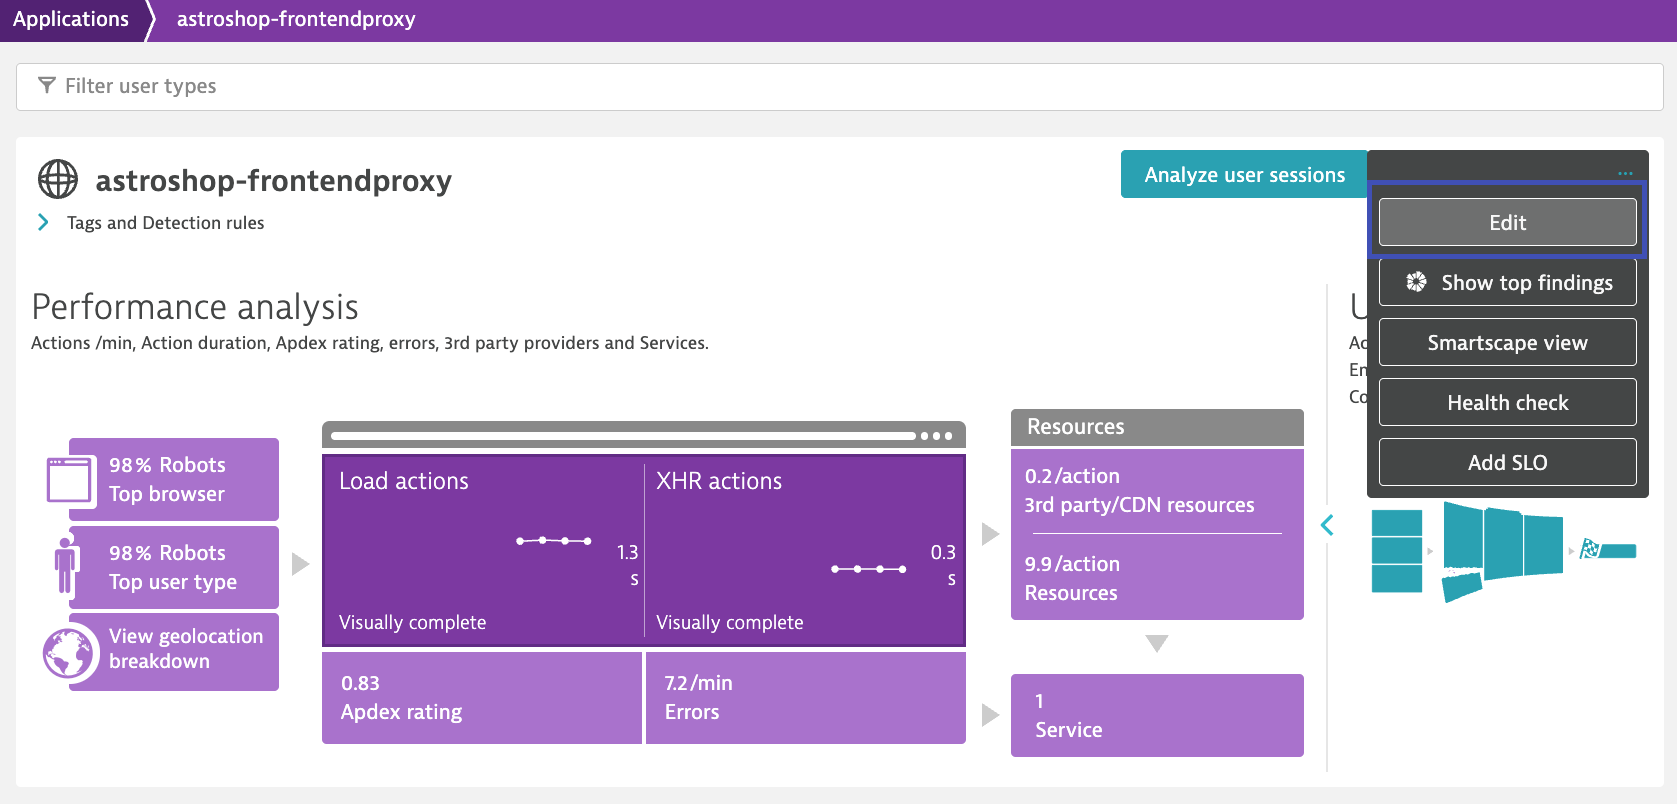 Applications
astroshop-frontendproxy
Filter user types
astroshop-frontendproxy
Tags and Detection rules
Analyze user sessions
...
Edit
Show top findings
Smartscape view
Health check
Add SLO
Performance analysis
Actions /min, Action duration, Apdex rating, errors, 3rd party providers and Services.
98% Robots
Top browser
98% Robots
Top user type
View geolocation
breakdown
Load actions
1.3
s
Visually complete
XHR actions
0.3
s
Visually complete
0.83
Apdex rating
7.2/min
Errors
Resources
0.2/action
3rd party/CDN resources
9.9/action
Resources
1
Service